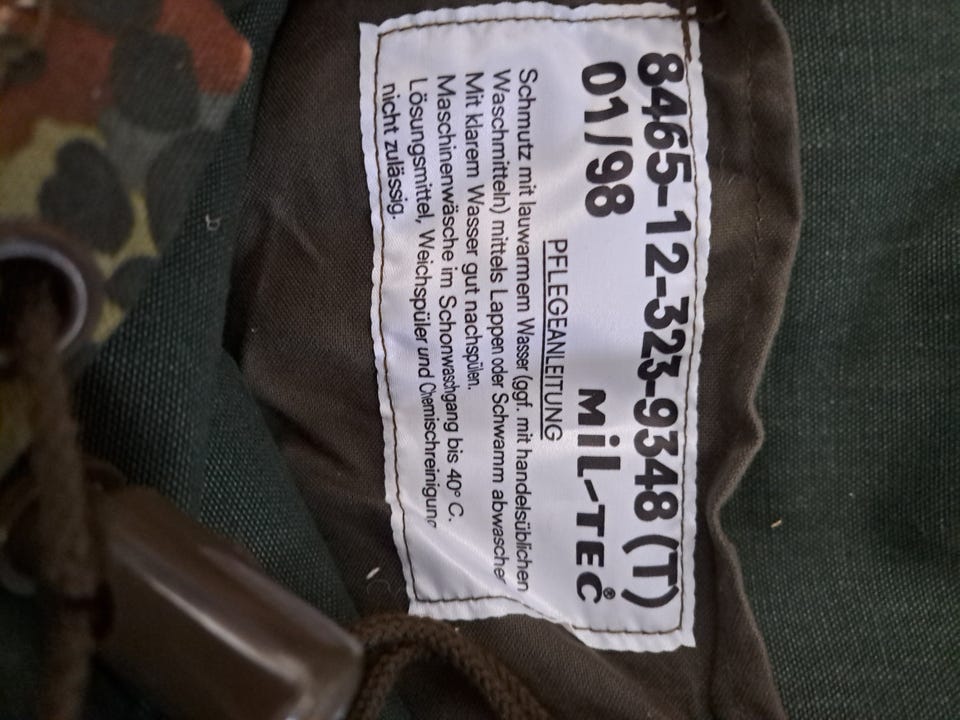 8465-12-323-9348 (T)
01/98 MiL-TEC®
PFLEGEANLEITUNG
Schmutz mit lauwarmem Wasser (ggf. mit handelsüblichen
Waschmitteln) mittels Lappen oder Schwamm abwaschen
Mit klarem Wasser gut nachspülen.
Maschinenwäsche im Schonwaschgang bis 40° C.
Lösungsmittel, Weichspüler und Chemischreinigung
nicht zulässig.